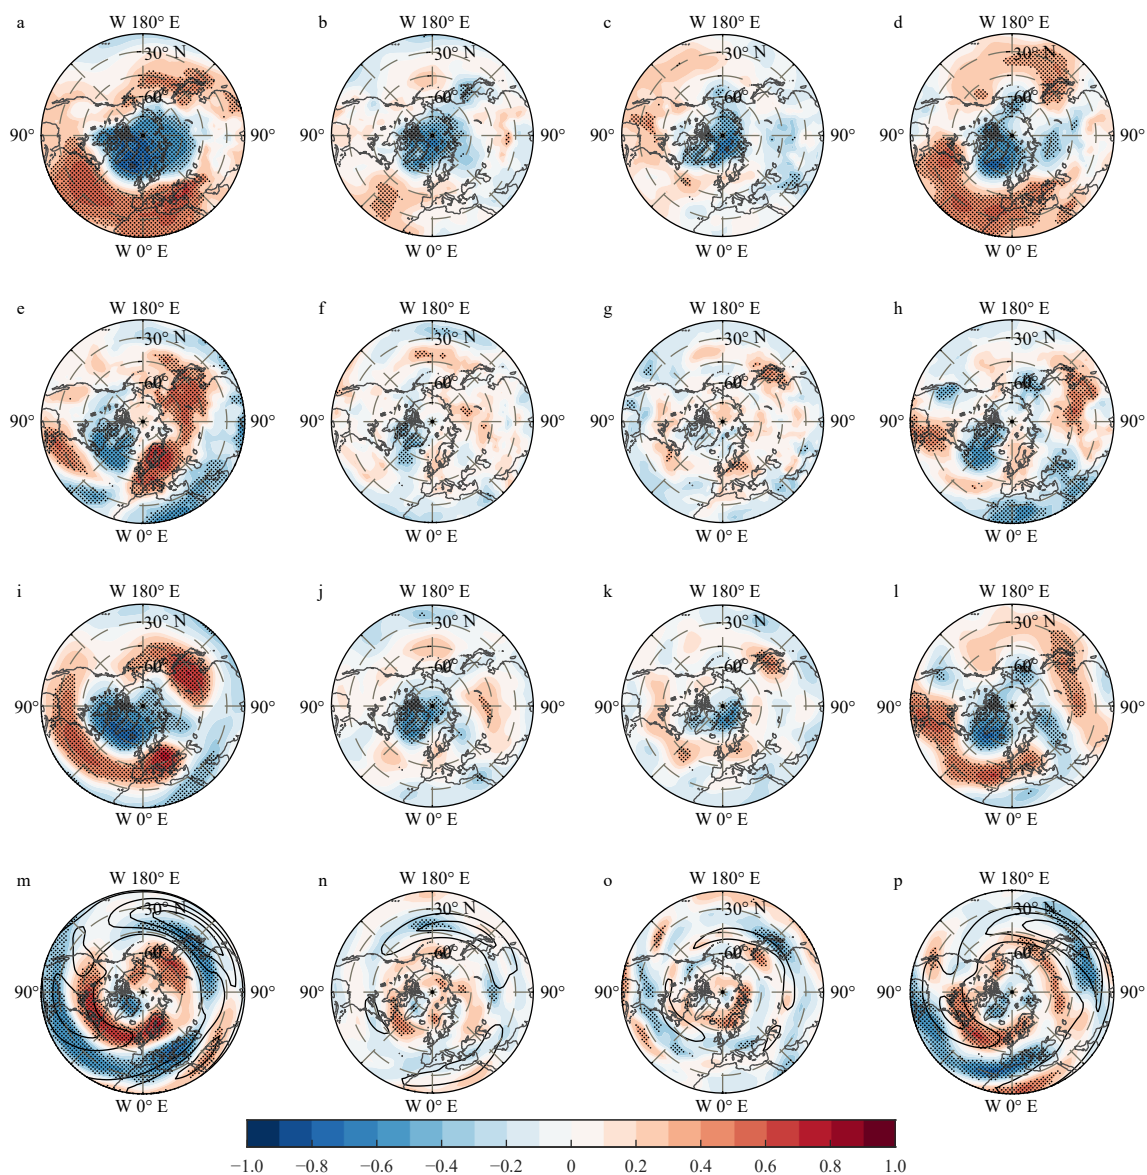 a b c d
W 180° E W 180° E W 180° E W 180° E
30° N 30° N 30° N 30° N
60° 60° 60° 60°
90° 90° 90° 90° 90° 90° 90° 90°
W 0° E W 0° E W 0° E W 0° E
e f g h
W 180° E W 180° E W 180° E W 180° E
30° N 30° N 30° N 30° N
60° 60° 60° 60°
90° 90° 90° 90° 90° 90° 90° 90°
W 0° E W 0° E W 0° E W 0° E
i j k l
W 180° E W 180° E W 180° E W 180° E
30° N 30° N 30° N 30° N
60° 60° 60° 60°
90° 90° 90° 90° 90° 90° 90° 90°
W 0° E W 0° E W 0° E W 0° E
m n o p
W 180° E W 180° E W 180° E W 180° E
30° N 30° N 30° N 30° N
60° 60° 60° 60°
90° 90° 90° 90° 90° 90° 90° 90°
W 0° E W 0° E W 0° E W 0° E
−1.0 −0.8 −0.6 −0.4 −0.2 0 0.2 0.4 0.6 0.8 1.0